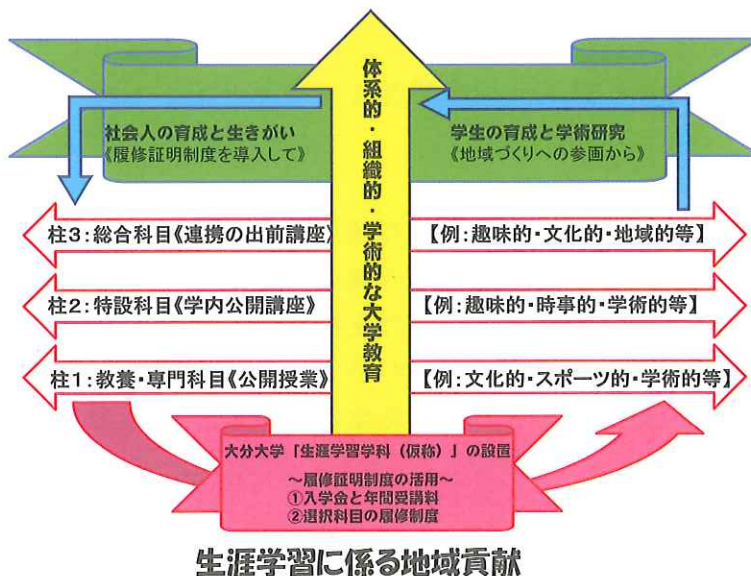 体系的・組織的・学術的な大学教育
社会人の育成と生きがい
《履修証明制度を導入して》
学生の育成と学術研究
《地域づくりへの参画から》
柱3:総合科目《連携の出前講座》
【例:趣味的・文化的・地域的等】
柱2:特設科目《学内公開講座》
【例:趣味的・時事的・学術的等】
柱1:教養・専門科目《公開授業》
【例:文化的・スポーツ的・学術的等】
大分大学「生涯学習学科(仮称)」の設置
~履修証明制度の活用~
①入学金と年間受講料
②選択科目の履修制度
生涯学習に係る地域貢献